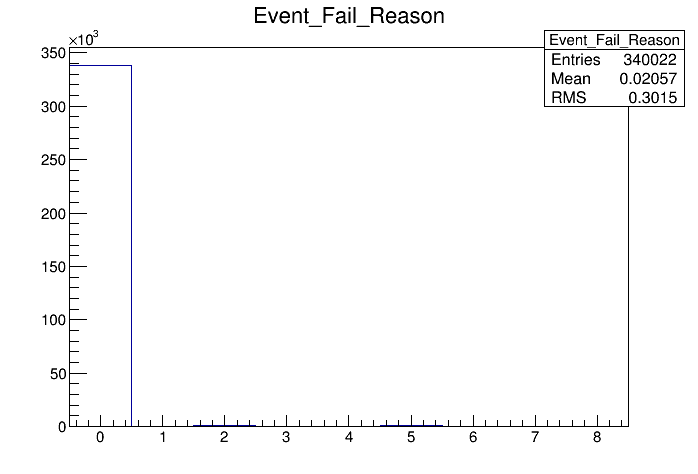 Event_Fail_Reason
×10³
Event_Fail_Reason
Entries 340022
Mean 0.02057
RMS 0.3015
350
300
250
200
150
100
50
0
0 1 2 3 4 5 6 7 8